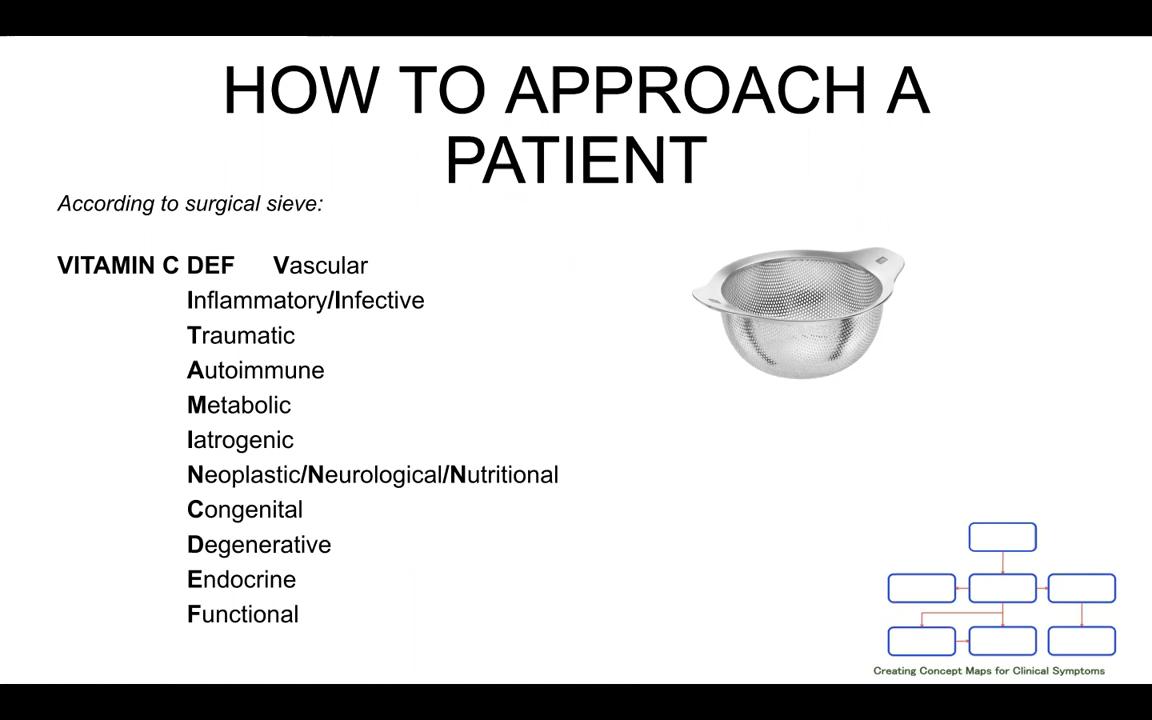 HOW TO APPROACH A
PATIENT
According to surgical sieve:
VITAMIN C DEF Vascular
Inflammatory/Infective
Traumatic
Autoimmune
Metabolic
Iatrogenic
Neoplastic/Neurological/Nutritional
Congenital
Degenerative
Endocrine
Functional
Creating Concept Maps for Clinical Symptoms